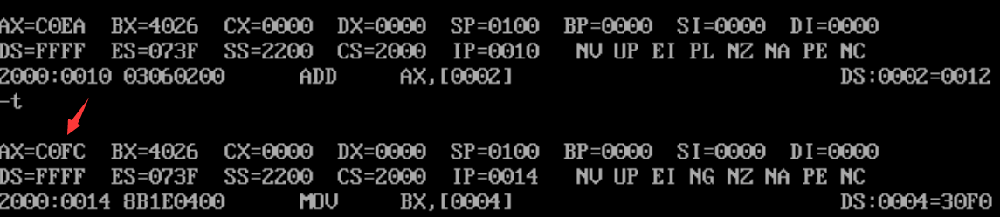 AX=C0EA BX=4026 CX=0000 DX=0000 SP=0100 BP=0000 SI=0000 DI=0000
DS=FFFF ES=073F SS=2200 CS=2000 IP=0010 NV UP EI PL NZ NA PE NC
2000:0010 03060200 ADD AX,[0002] DS:0002=0012
-t
AX=C0FC BX=4026 CX=0000 DX=0000 SP=0100 BP=0000 SI=0000 DI=0000
DS=FFFF ES=073F SS=2200 CS=2000 IP=0014 NV UP EI NG NZ NA PE NC
2000:0014 8B1E0400 MOV BX,[0004] DS:0004=30F0